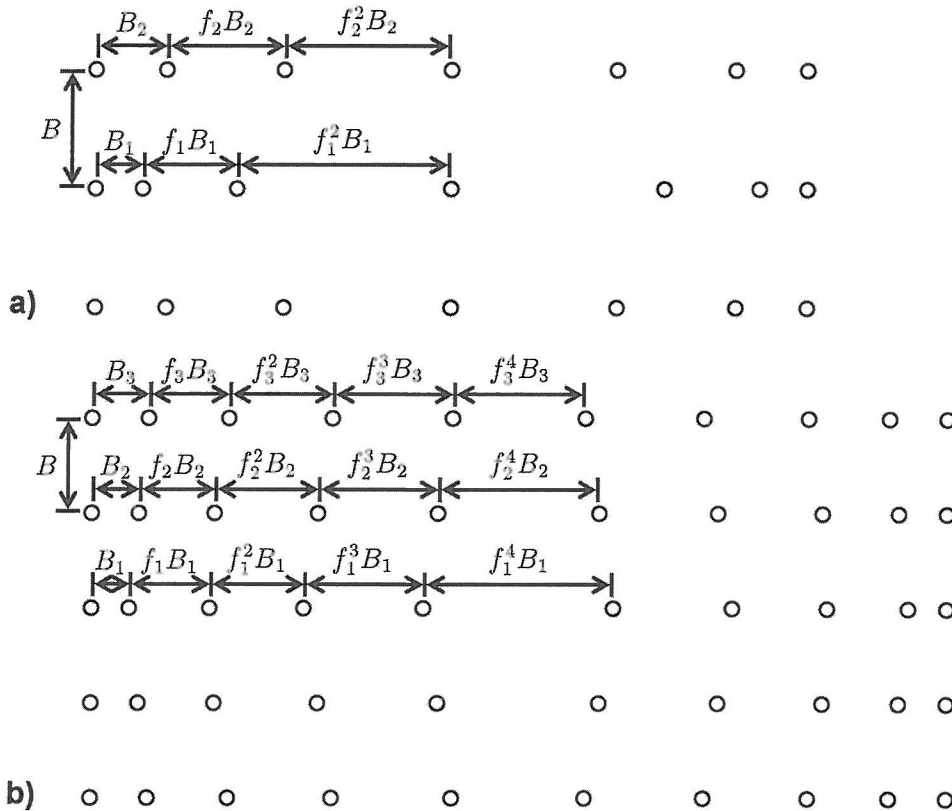 B₂ f₂B₂ f₂²B₂
B
B₁ f₁B₁ f₁²B₁
a)
B₃ f₃B₃ f₃²B₃ f₃³B₃ f₃⁴B₃
B
B₂ f₂B₂ f₂²B₂ f₂³B₂ f₂⁴B₂
B₁ f₁B₁ f₁²B₁ f₁³B₁ f₁⁴B₁
b)